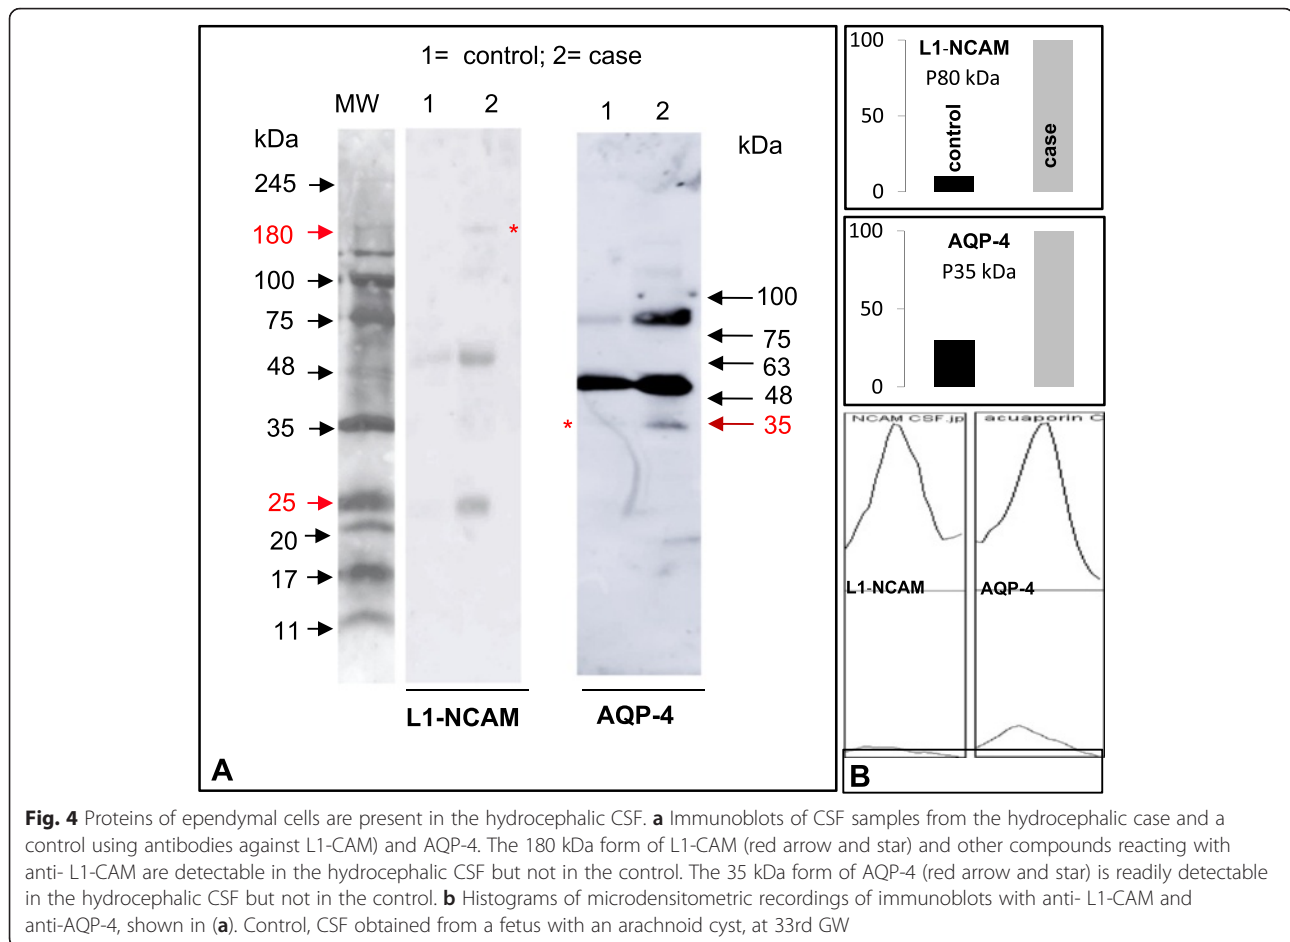 1= control; 2= case
MW 1 2 1 2
kDa
kDa
245
180
*
100
100
75
75
63
48
48
35
*
35
25
20
17
11
L1-NCAM
AQP-4
A
100
L1-NCAM
P80 kDa
50
control
case
0
100
AQP-4
P35 kDa
50
0
NCAM CSF.jp
acuaporin C
L1-NCAM
AQP-4
B
Fig. 4 Proteins of ependymal cells are present in the hydrocephalic CSF. a Immunoblots of CSF samples from the hydrocephalic case and a
control using antibodies against L1-CAM) and AQP-4. The 180 kDa form of L1-CAM (red arrow and star) and other compounds reacting with
anti- L1-CAM are detectable in the hydrocephalic CSF but not in the control. The 35 kDa form of AQP-4 (red arrow and star) is readily detectable
in the hydrocephalic CSF but not in the control. b Histograms of microdensitometric recordings of immunoblots with anti- L1-CAM and
anti-AQP-4, shown in (a). Control, CSF obtained from a fetus with an arachnoid cyst, at 33rd GW